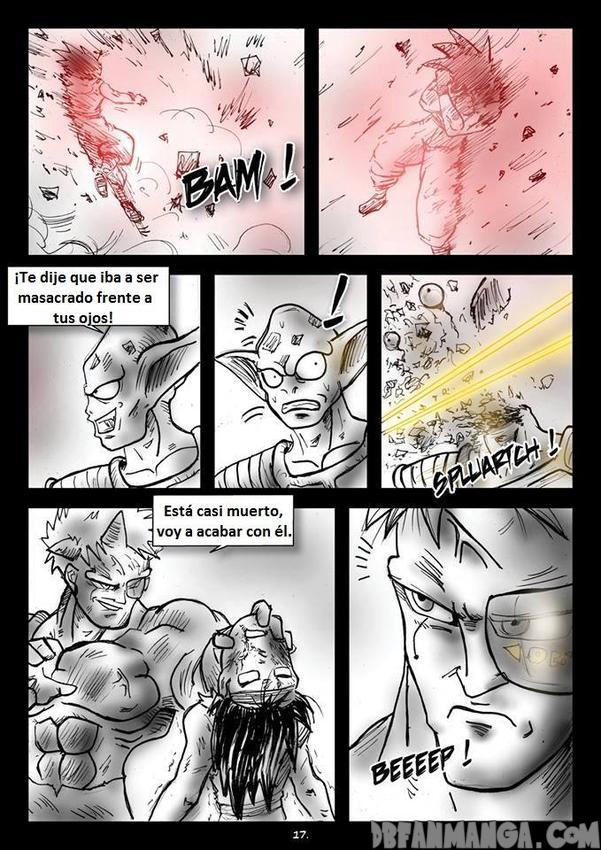 BAM !
¡Te dije que iba a ser
masacrado frente a
tus ojos!
!
SPLUARTCH !
Está casi muerto,
voy a acabar con él.
BEEEEP !
17.
DBFANMANGA.COM